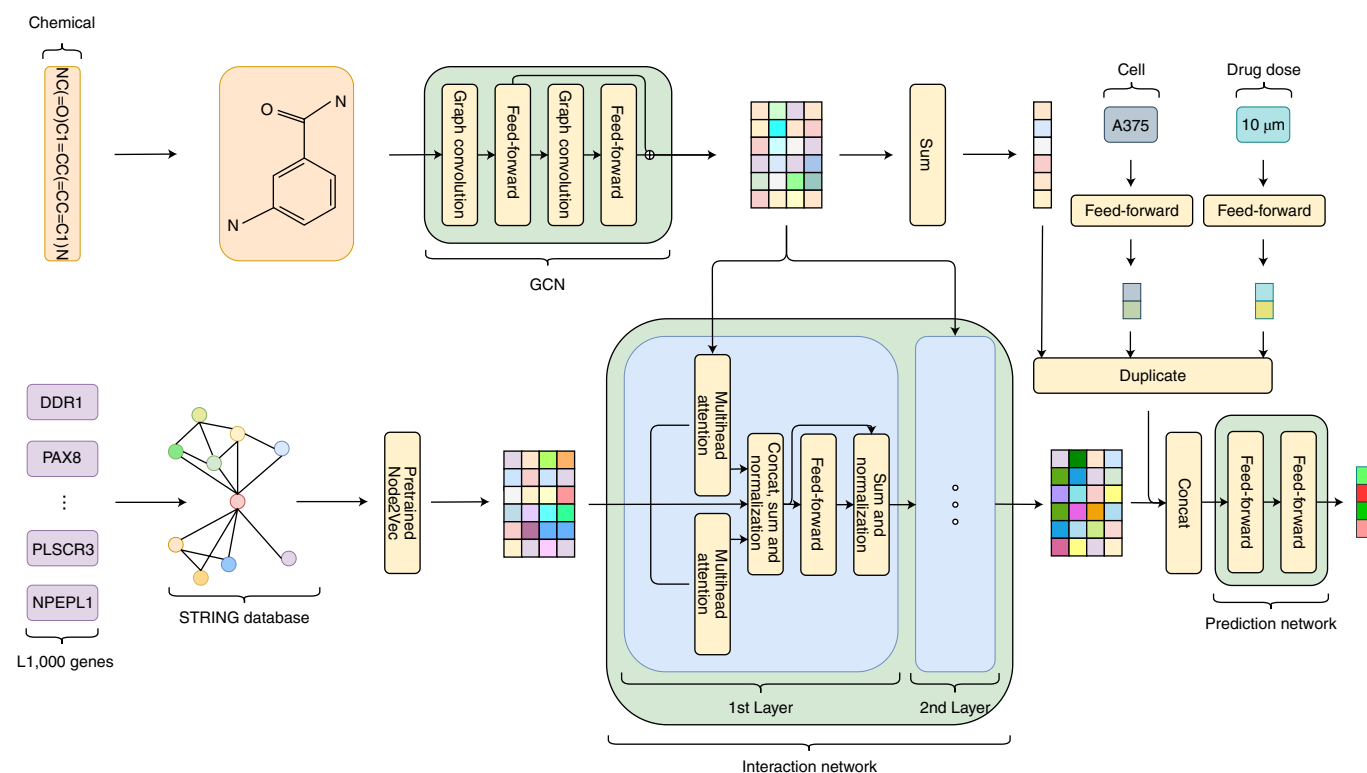 Chemical
NC(=O)C1=CC(=CC=C1)N
O
N
N
Graph convolution
Feed-forward
Graph convolution
Feed-forward
GCN
Sum
Cell
Drug dose
A375
10 μm
Feed-forward
Feed-forward
Duplicate
DDR1
PAX8
PLSCR3
NPEPL1
L1,000 genes
STRING database
Pretrained
Node2Vec
Multihead
attention
Multihead
attention
Concat, sum and
normalization
Feed-forward
Sum and
normalization
1st Layer
2nd Layer
Interaction network
Concat
Feed-forward
Feed-forward
Prediction network